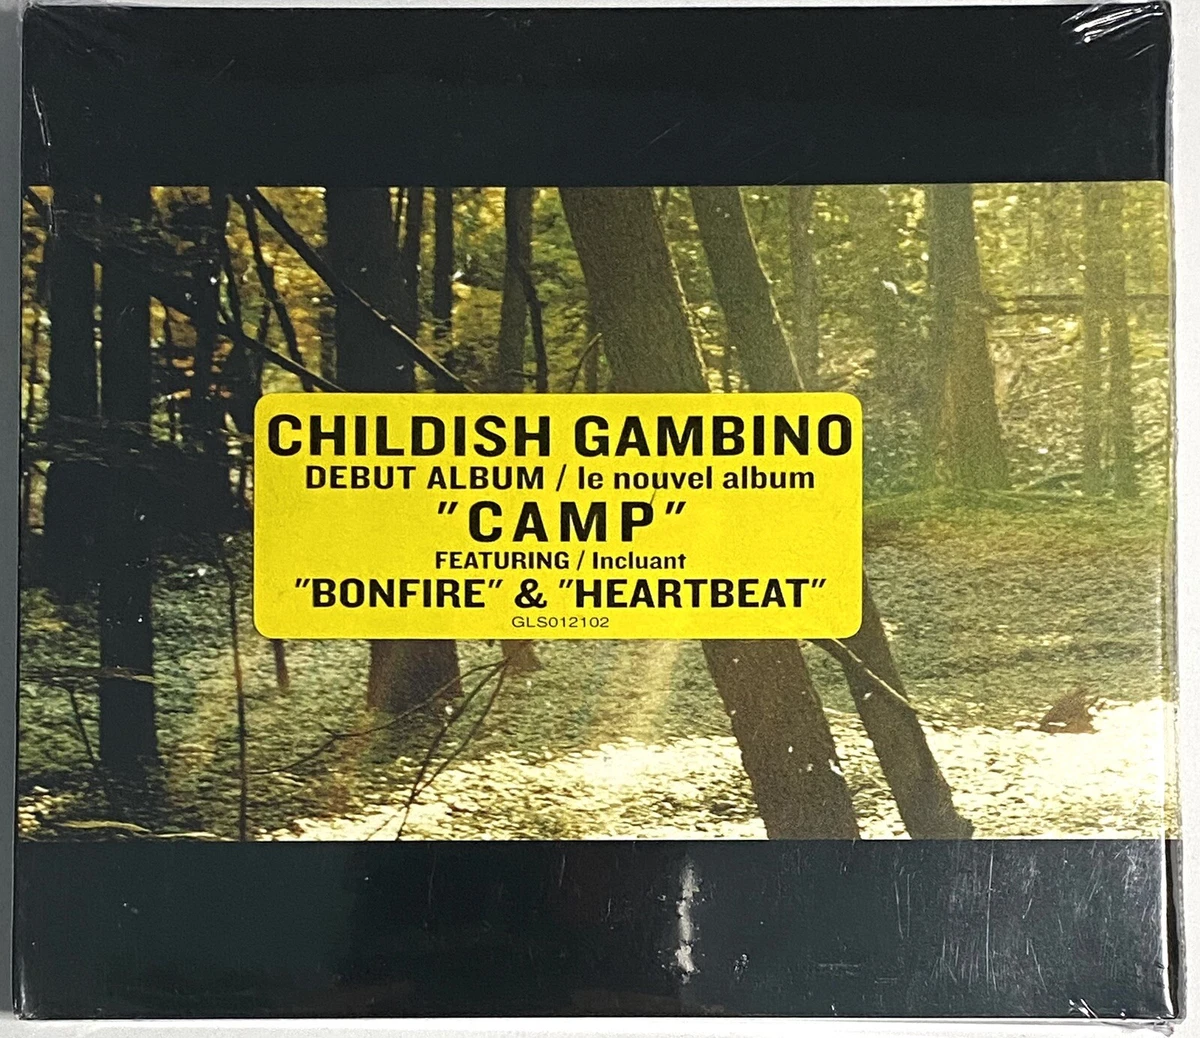 CHILDISH GAMBINO
DEBUT ALBUM / le nouvel album
"CAMP"
FEATURING / Incluant
"BONFIRE" & "HEARTBEAT"
GLS012102